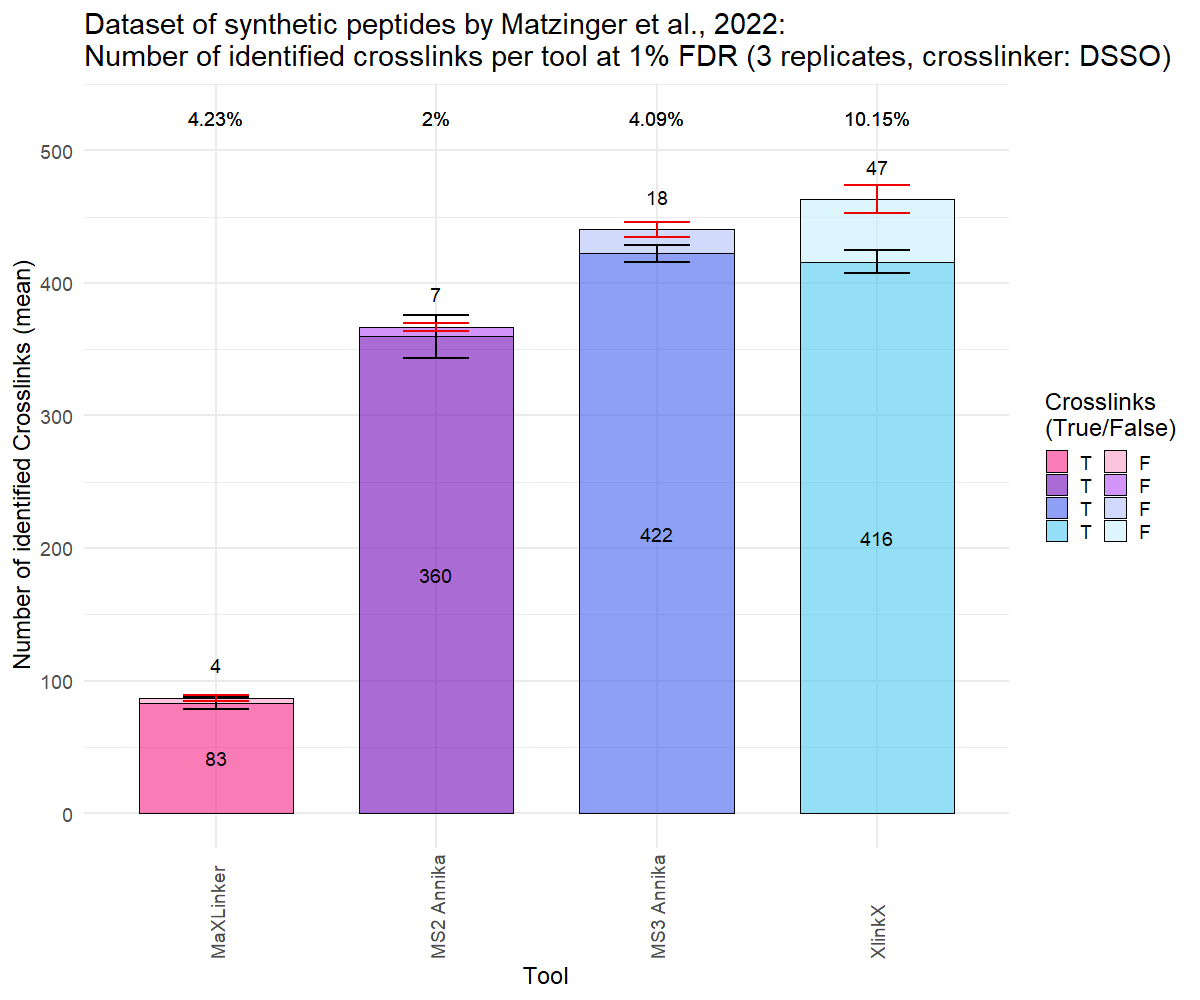 Dataset of synthetic peptides by Matzinger et al., 2022:
Number of identified crosslinks per tool at 1% FDR (3 replicates, crosslinker: DSSO)
4.23% 2% 4.09% 10.15%
500
47
18
400
7
300
Number of identified Crosslinks (mean)
Crosslinks
(True/False)
T F
T F
T F
T F
422 416
200
360
4
100
83
0
MaXLinker MS2 Annika MS3 Annika XlinkX
Tool